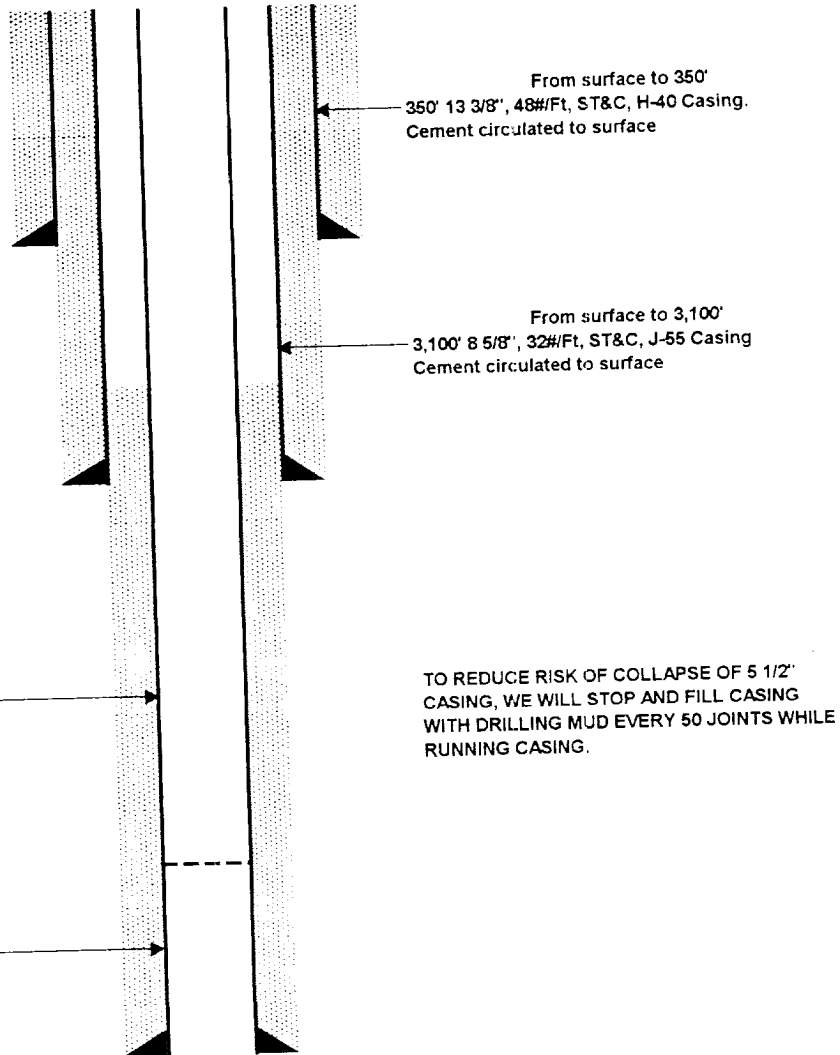 From surface to 350'
350' 13 3/8", 48#/Ft, ST&C, H-40 Casing.
Cement circulated to surface
From surface to 3,100'
3,100' 8 5/8", 32#/Ft, ST&C, J-55 Casing
Cement circulated to surface
TO REDUCE RISK OF COLLAPSE OF 5 1/2"
CASING, WE WILL STOP AND FILL CASING
WITH DRILLING MUD EVERY 50 JOINTS WHILE
RUNNING CASING.